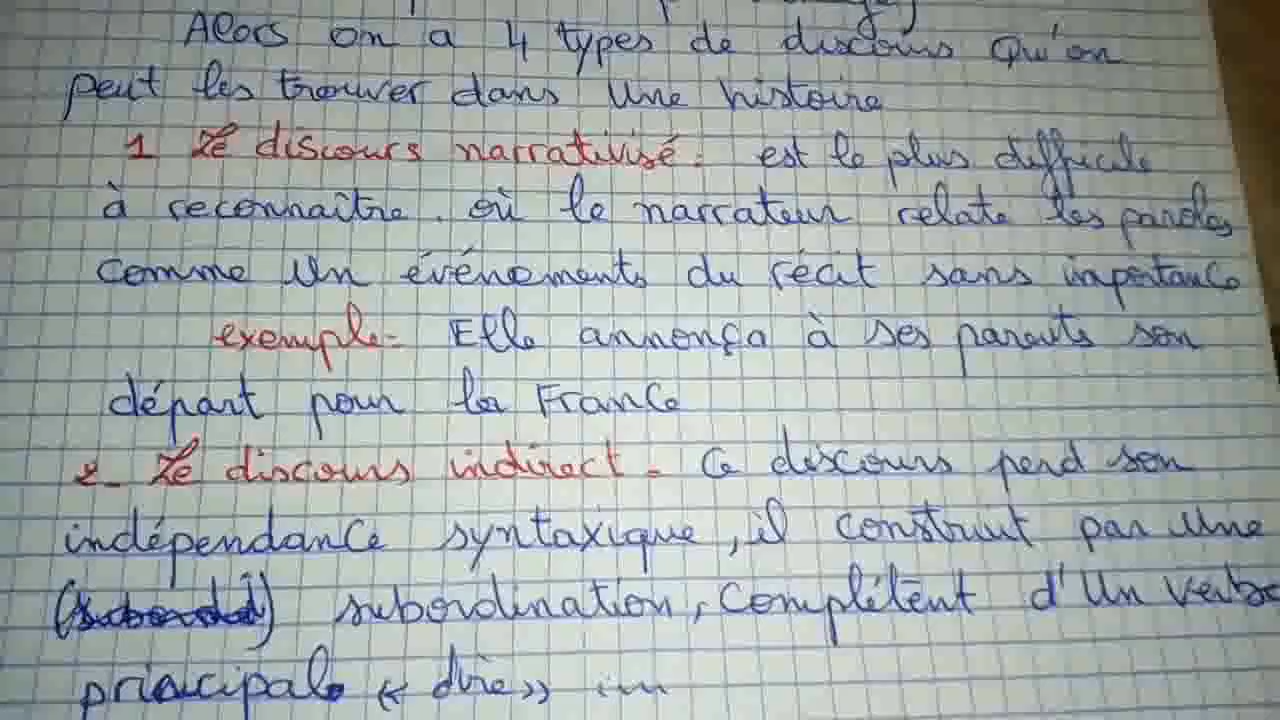 Alors on a 4 types de discours Qu'on
peut les trouver dans une histoire
1 Le discours narrativisé : est le plus difficile
à reconnaître. où le narrateur relate les paroles
comme un événements du récit sans importance
exemple - Elle annonça à ses parents son
départ pour la France
2 - Le discours indirect - Ce discours perd son
indépendance syntaxique, il construit par une
subordination, complètent d'un verbe
principale « dire »